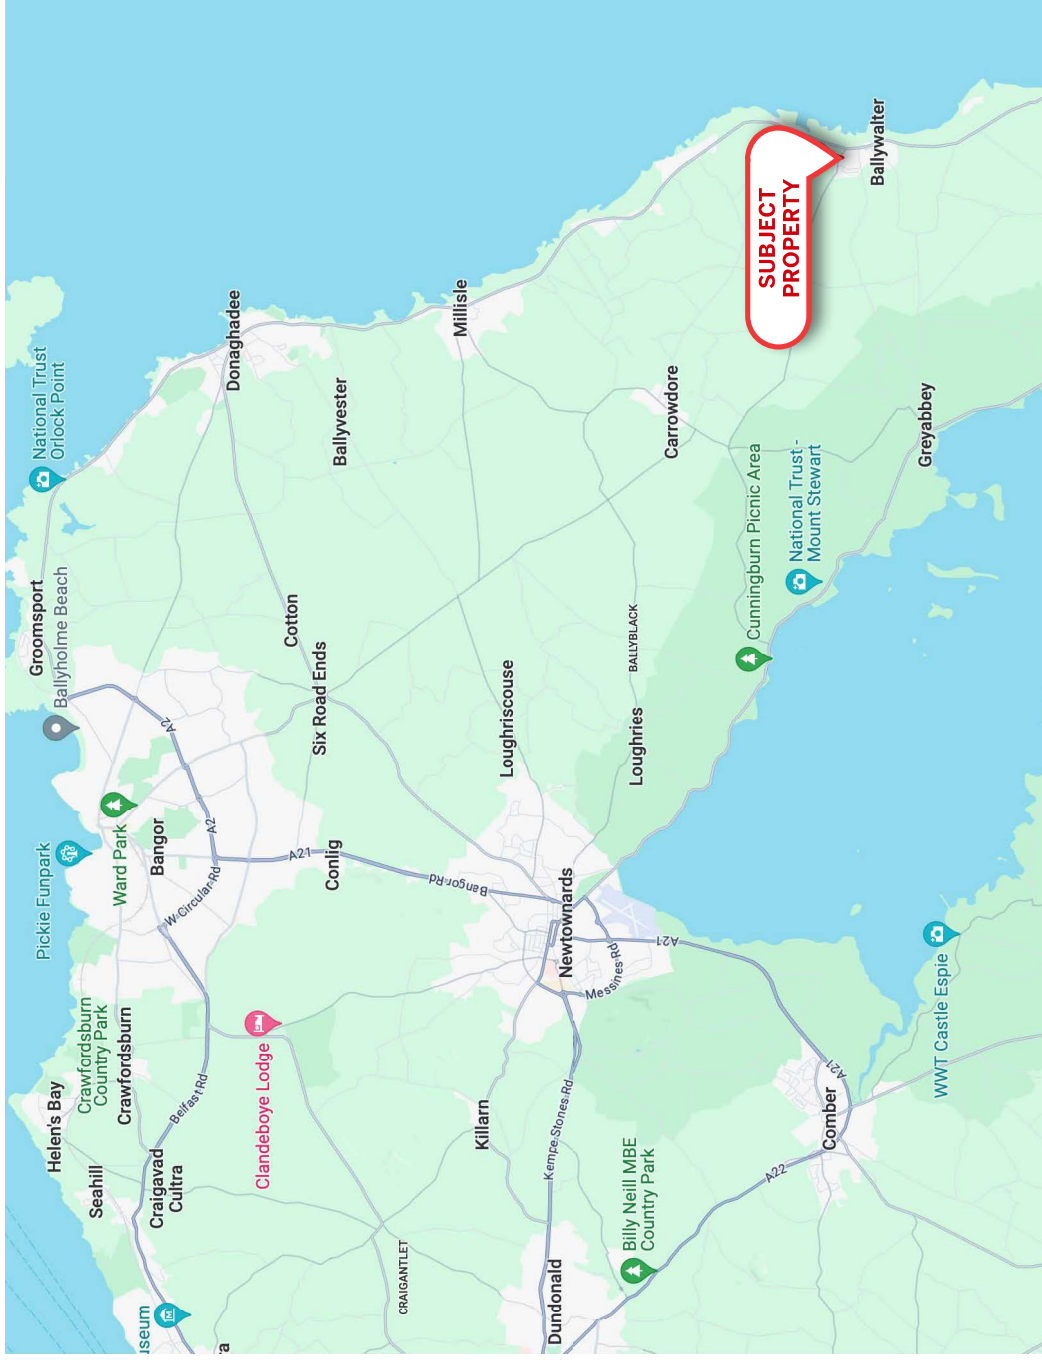 Groomsport
Ballyholme Beach
National Trust
Orlock Point
Pickie Funpark
Ward Park
Bangor
A2
A2
W Circular Rd
A21
Conlig
Bangor Rd
Helen's Bay
Crawfordsburn
Country Park
Crawfordsburn
Seahill
Craigavad
Cultra
Belfast Rd
Clandeboye Lodge
Donaghadee
Ballyvester
Cotton
Six Road Ends
Millisle
Loughriscouse
BALLYBLACK
Loughries
Carrowdore
Cunningburn Picnic Area
National Trust -
Mount Stewart
Greyabbey
SUBJECT
PROPERTY
Ballywalter
Newtownards
Messines Rd
A21
Killarn
Kempe Stones Rd
CRAIGANTLET
Dundonald
Billy Neill MBE
Country Park
A22
Comber
A21
WWT Castle Espie